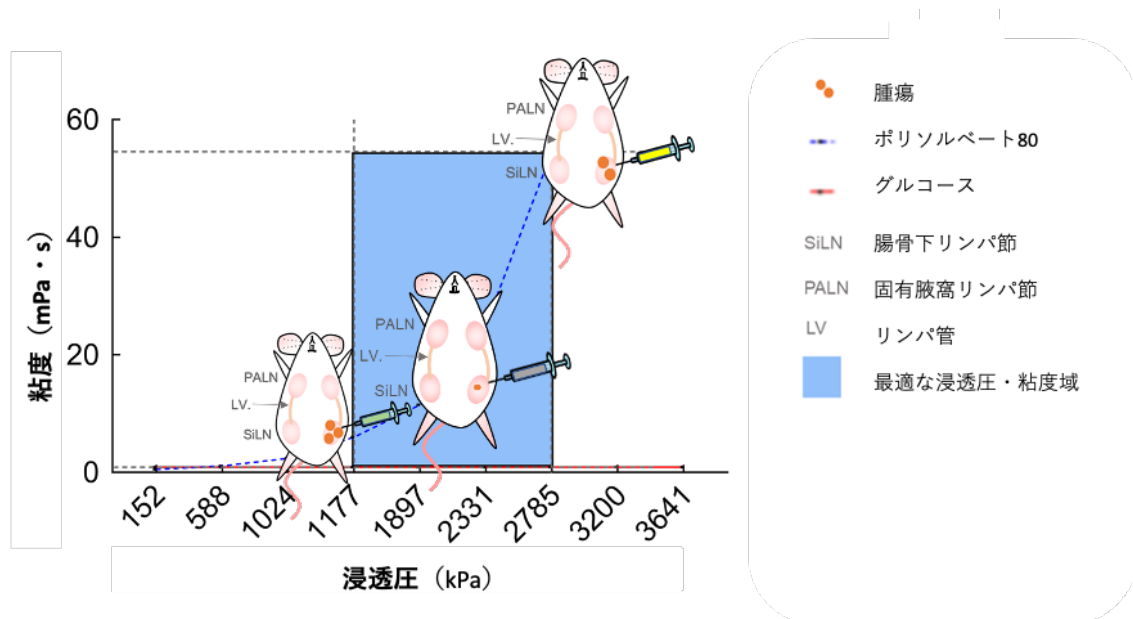 粘度（mPa・s）
60
40
20
0
PALN
LV.
SiLN
PALN
LV.
SiLN
PALN
LV.
SiLN
152
588
1024
1177
1897
2331
2785
3200
3641
浸透圧（kPa）
腫瘍
ポリソルベート80
グルコース
SiLN 腸骨下リンパ節
PALN 固有腋窩リンパ節
LV リンパ管
最適な浸透圧・粘度域